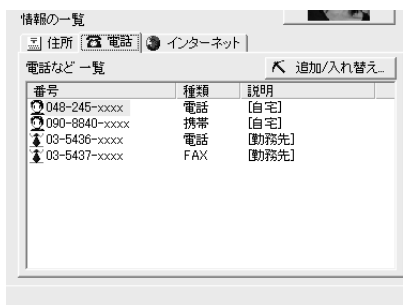 情報の一覧
住所 電話 インターネット
電話など 一覧 追加/入れ替え...
番号 種類 説明
048-245-xxxx 電話 [自宅]
090-8840-xxxx 携帯 [自宅]
03-5436-xxxx 電話 [勤務先]
03-5437-xxxx FAX [勤務先]